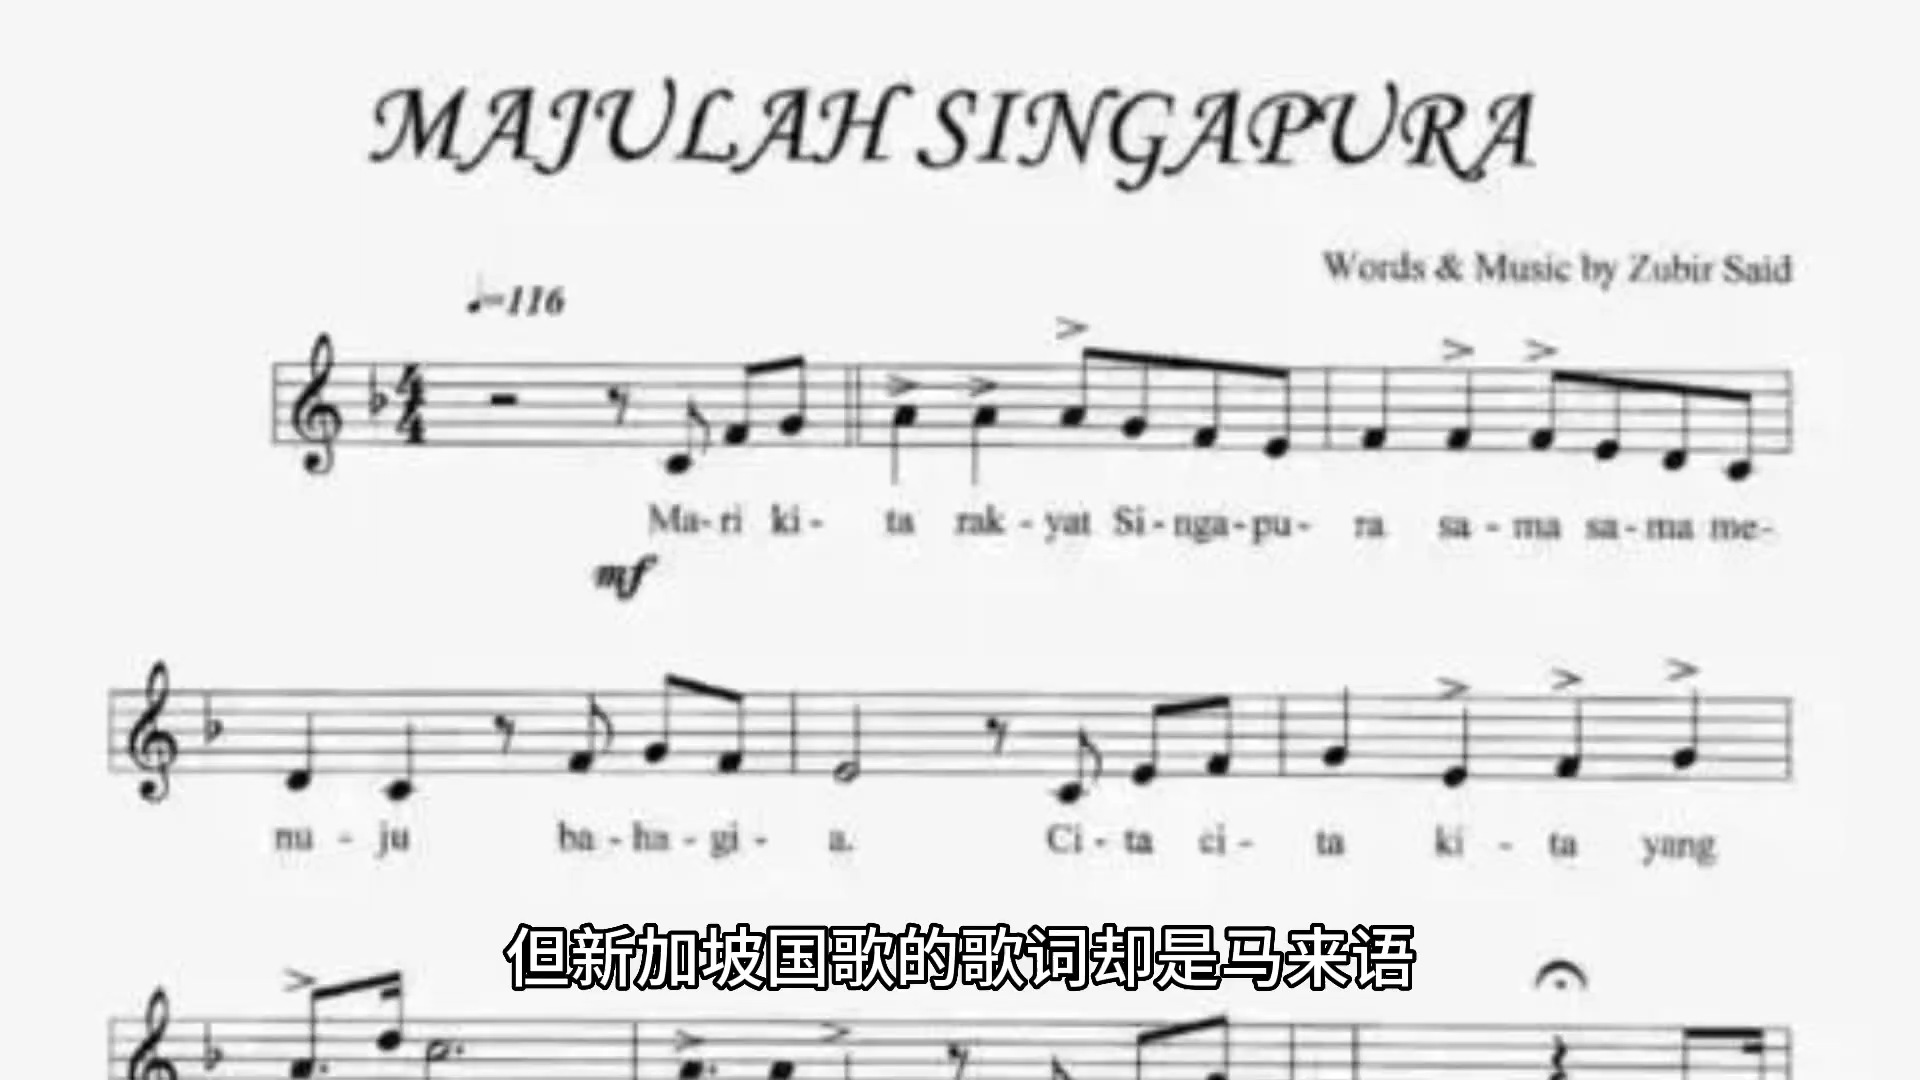 MAJULAH SINGAPURA
Words & Music by Zubir Said
♩=116
Ma-ri ki- ta rak - yat Si-nga-pu- ra sa - ma sa-ma me-
mf
nu - ju ba-ha-gi- a. Ci-ta ci- ta ki - ta yang
但新加坡国歌的歌词却是马来语